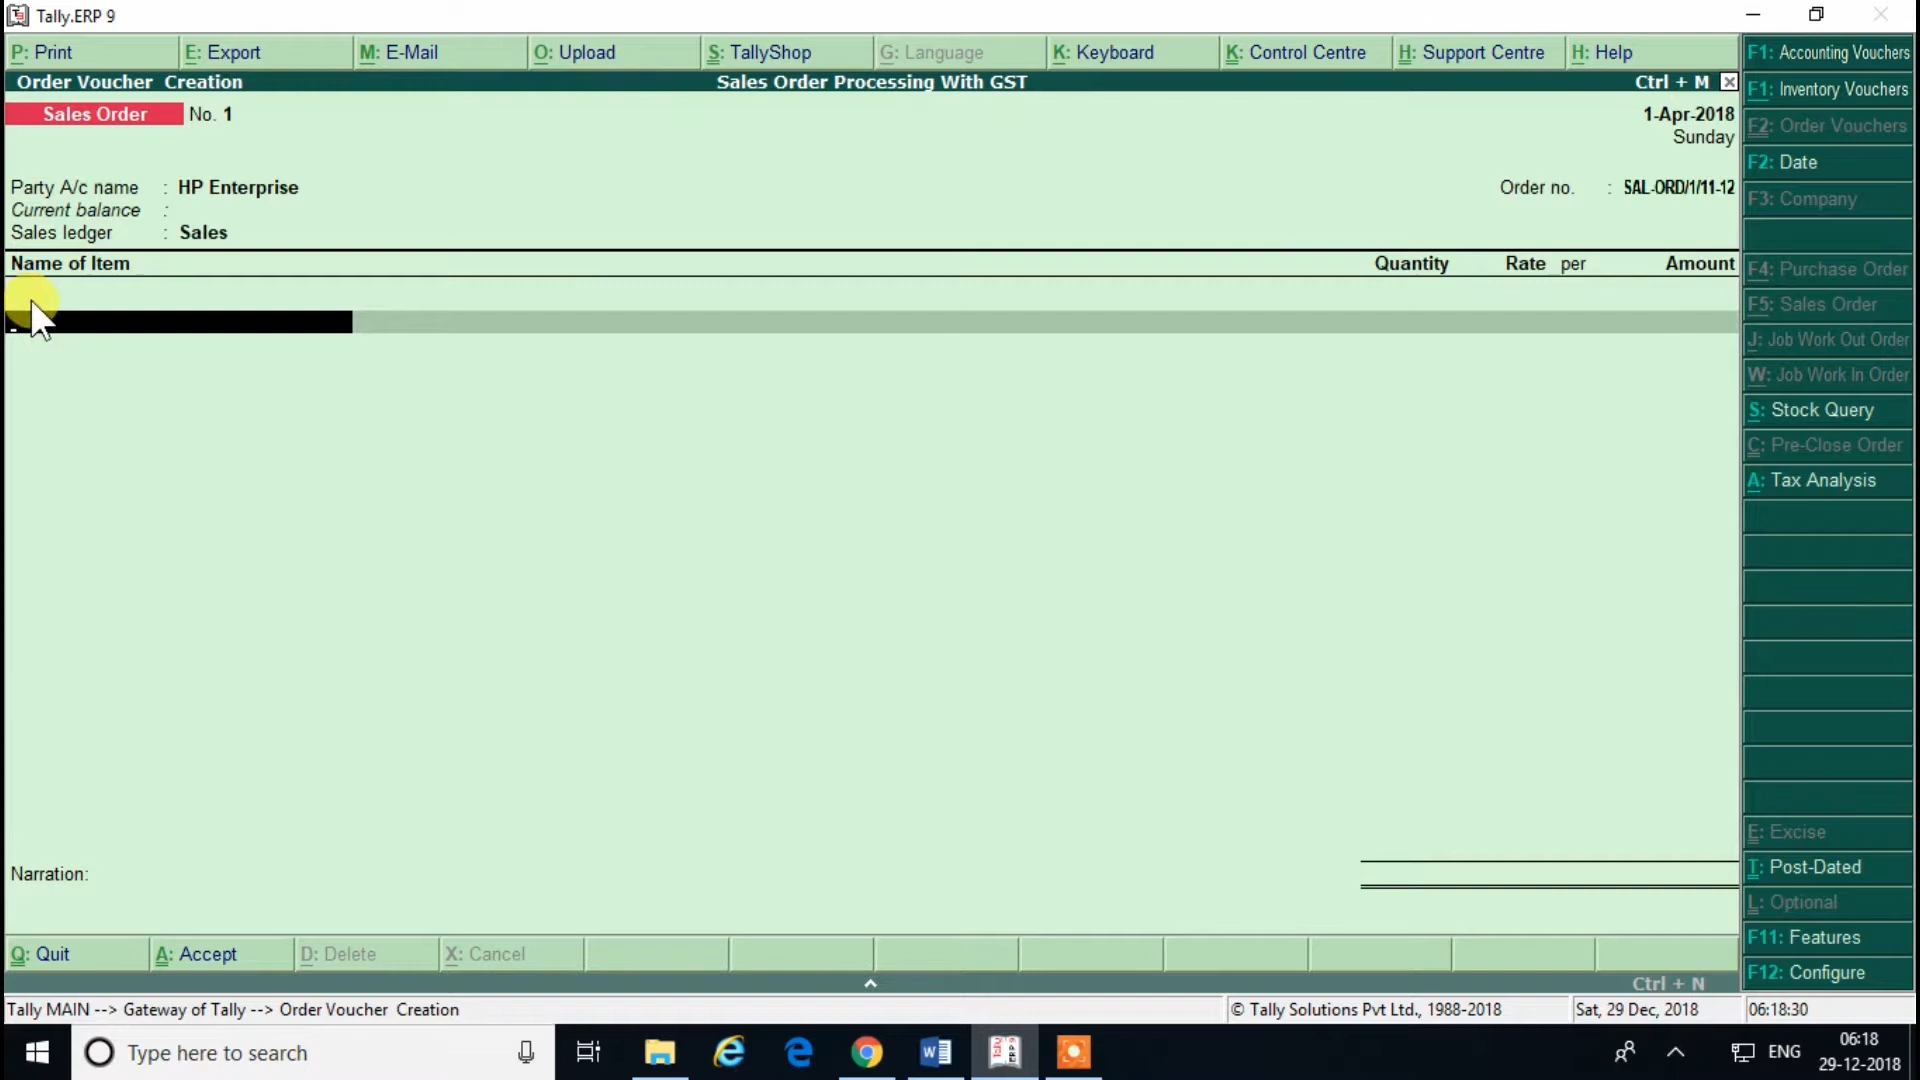 Tally.ERP 9
P: Print E: Export M: E-Mail O: Upload S: TallyShop G: Language K: Keyboard K: Control Centre H: Support Centre H: Help
Order Voucher Creation Sales Order Processing With GST Ctrl + M
Sales Order No. 1 1-Apr-2018
Sunday
Party A/c name : HP Enterprise Order no. : SAL-ORD/1/11-12
Current balance :
Sales ledger : Sales
Name of Item Quantity Rate per Amount
Narration:
Q: Quit A: Accept D: Delete X: Cancel
Ctrl + N
F1: Accounting Vouchers
F1: Inventory Vouchers
F2: Order Vouchers
F2: Date
F3: Company
F4: Purchase Order
F5: Sales Order
J: Job Work Out Order
W: Job Work In Order
S: Stock Query
C: Pre-Close Order
A: Tax Analysis
E: Excise
T: Post-Dated
L: Optional
F11: Features
F12: Configure
Tally MAIN --> Gateway of Tally --> Order Voucher Creation © Tally Solutions Pvt Ltd., 1988-2018 Sat, 29 Dec, 2018 06:18:30
Type here to search ENG 06:18
29-12-2018